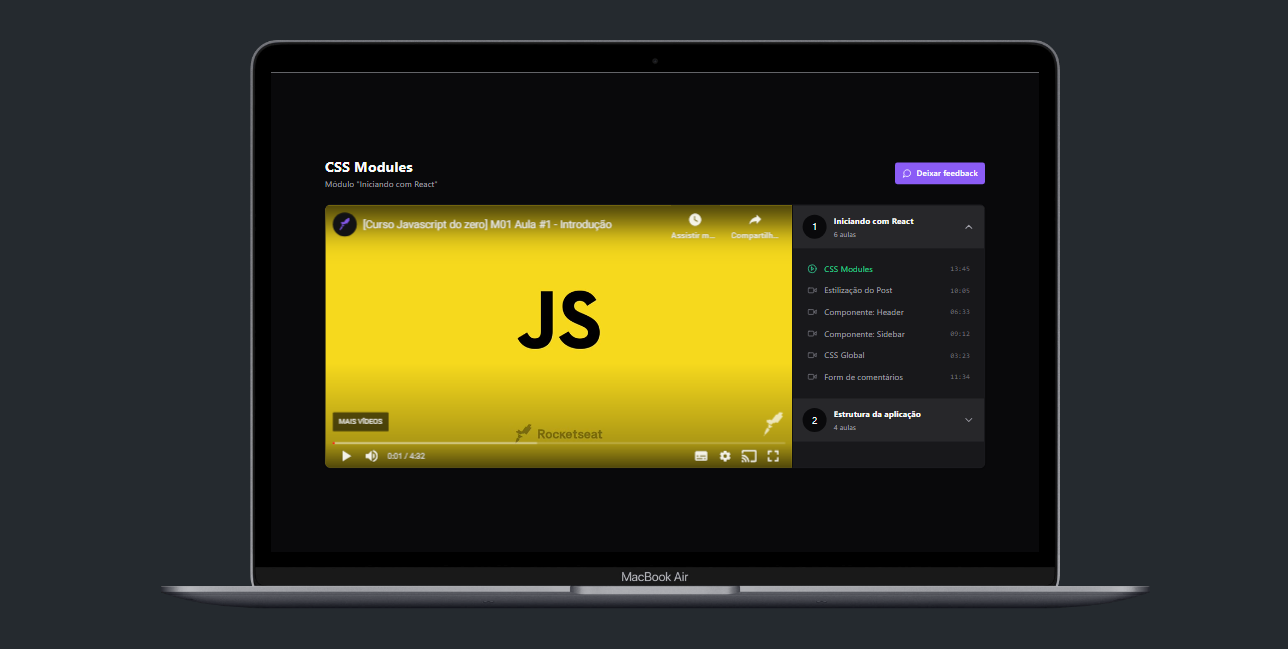 CSS Modules
Módulo "Iniciando com React"
Deixar feedback
[Curso Javascript do zero] M01 Aula #1 - Introdução
Assistir m...
Compartilh...
JS
MAIS VÍDEOS
Rocketseat
0:01 / 4:32
1
Iniciando com React
6 aulas
CSS Modules 13:45
Estilização do Post 10:05
Componente: Header 06:33
Componente: Sidebar 09:12
CSS Global 03:23
Form de comentários 11:34
2
Estrutura da aplicação
4 aulas
MacBook Air